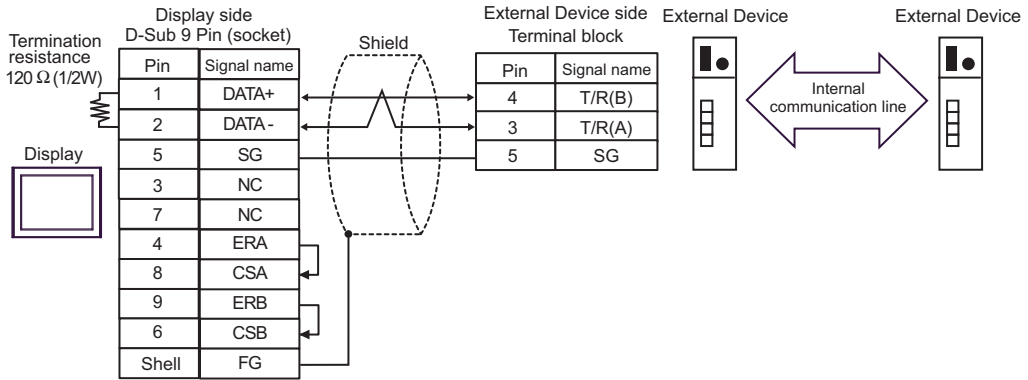 Display side
D-Sub 9 Pin (socket)
Termination
resistance
120 Ω (1/2W)
Pin Signal name
1 DATA+
2 DATA-
5 SG
3 NC
7 NC
4 ERA
8 CSA
9 ERB
6 CSB
Shell FG
Display
Shield
External Device side
Terminal block
Pin Signal name
4 T/R(B)
3 T/R(A)
5 SG
External Device
Internal
communication line
External Device